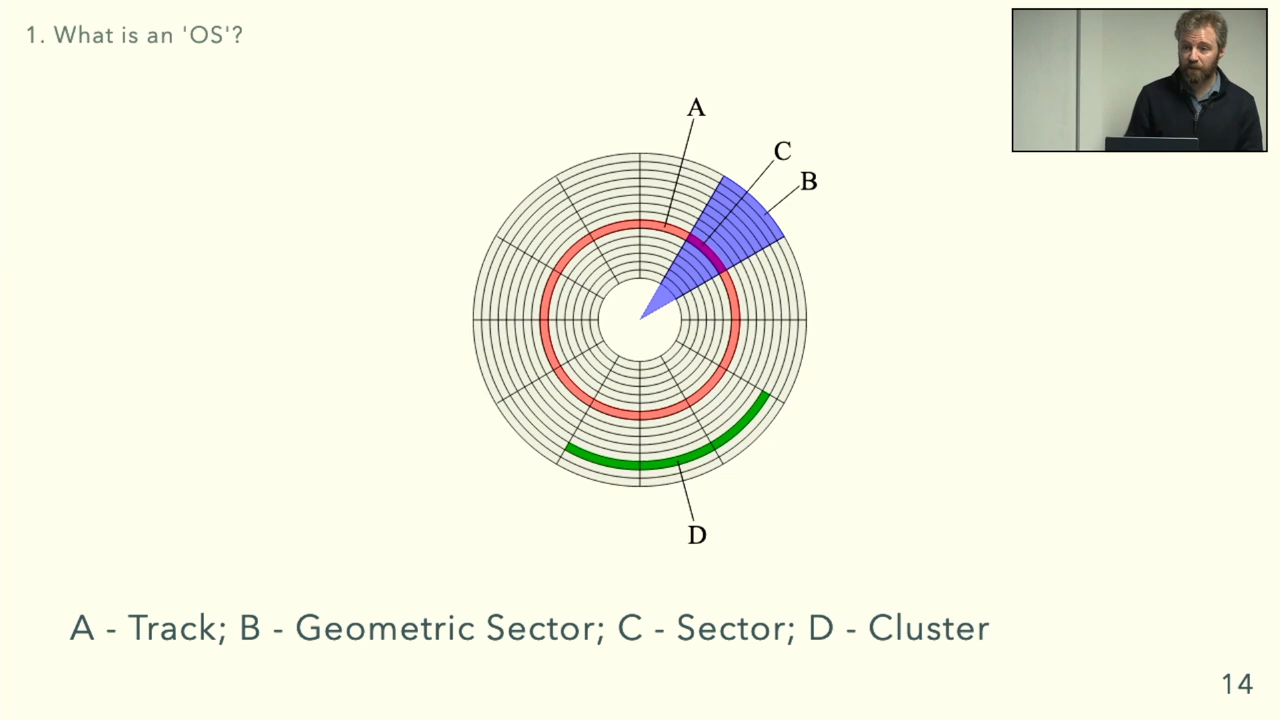 1. What is an 'OS'?
A
C
B
D
A - Track; B - Geometric Sector; C - Sector; D - Cluster
14